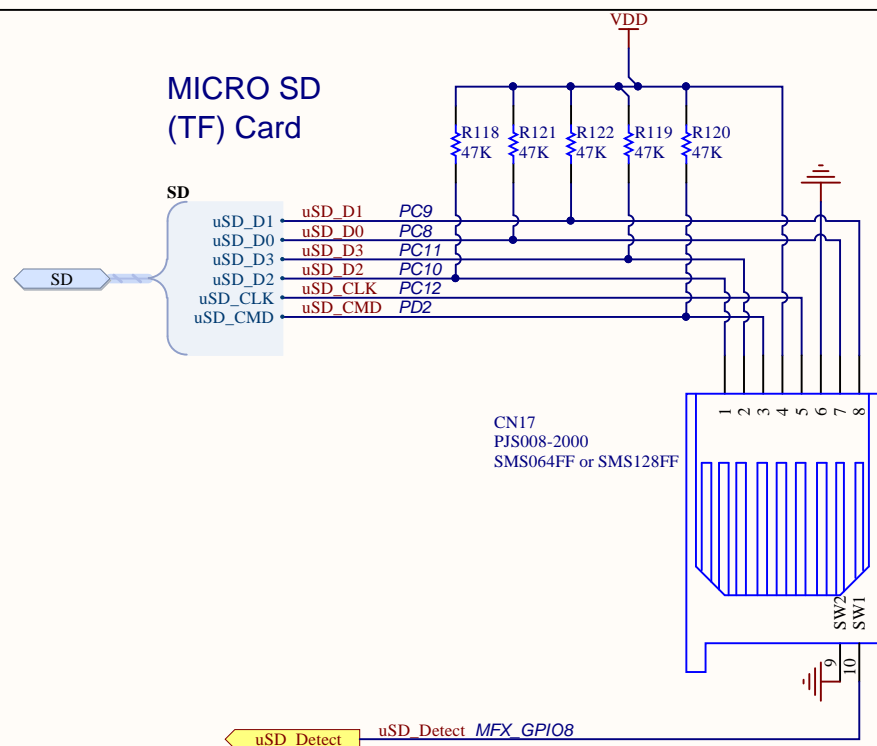 VDD
MICRO SD
(TF) Card
R118 R121 R122 R119 R120
47K 47K 47K 47K 47K
SD
uSD_D1 uSD_D1 PC9
uSD_D0 uSD_D0 PC8
uSD_D3 uSD_D3 PC11
uSD_D2 uSD_D2 PC10
uSD_CLK uSD_CLK PC12
uSD_CMD uSD_CMD PD2
SD
1 2 3 4 5 6 7 8
CN17
PJS008-2000
SMS064FF or SMS128FF
SW2 SW1
9 10
uSD_Detect uSD_Detect MFX_GPIO8